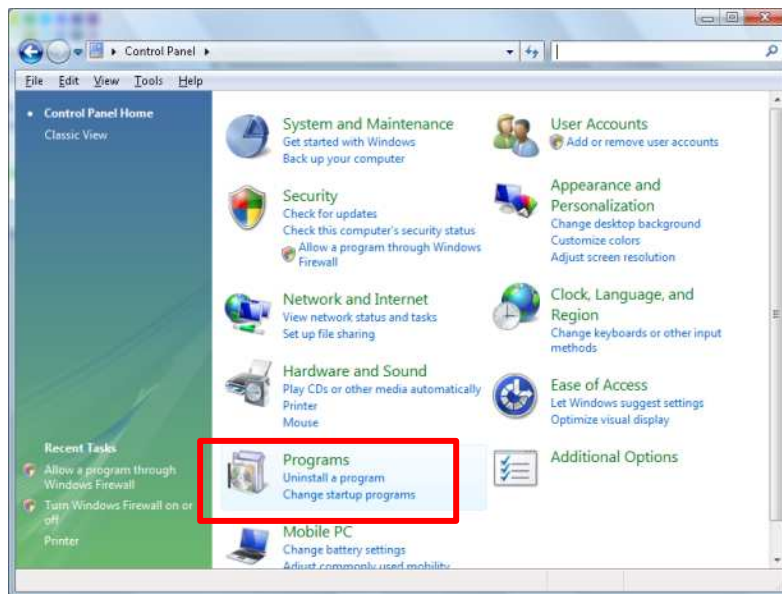 Control Panel
File Edit View Tools Help
Control Panel Home
Classic View
Recent Tasks
Allow a program through
Windows Firewall
Turn Windows Firewall on or
off
Printer
System and Maintenance
Get started with Windows
Back up your computer
Security
Check for updates
Check this computer's security status
Allow a program through Windows
Firewall
Network and Internet
View network status and tasks
Set up file sharing
Hardware and Sound
Play CDs or other media automatically
Printer
Mouse
Programs
Uninstall a program
Change startup programs
Mobile PC
Change battery settings
Adjust commonly used mobility
User Accounts
Add or remove user accounts
Appearance and
Personalization
Change desktop background
Customize colors
Adjust screen resolution
Clock, Language, and
Region
Change keyboards or other input
methods
Ease of Access
Let Windows suggest settings
Optimize visual display
Additional Options